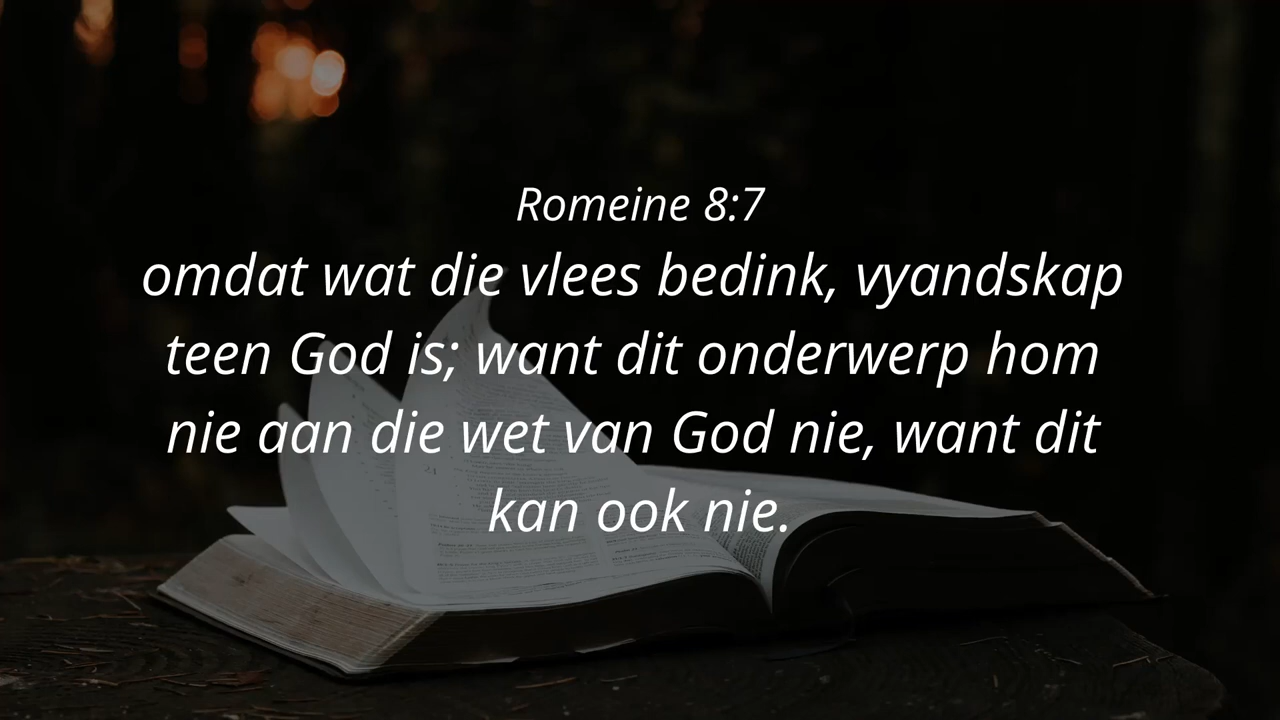 Romeine 8:7
omdat wat die vlees bedink, vyandskap
teen God is; want dit onderwerp hom
nie aan die wet van God nie, want dit
kan ook nie.